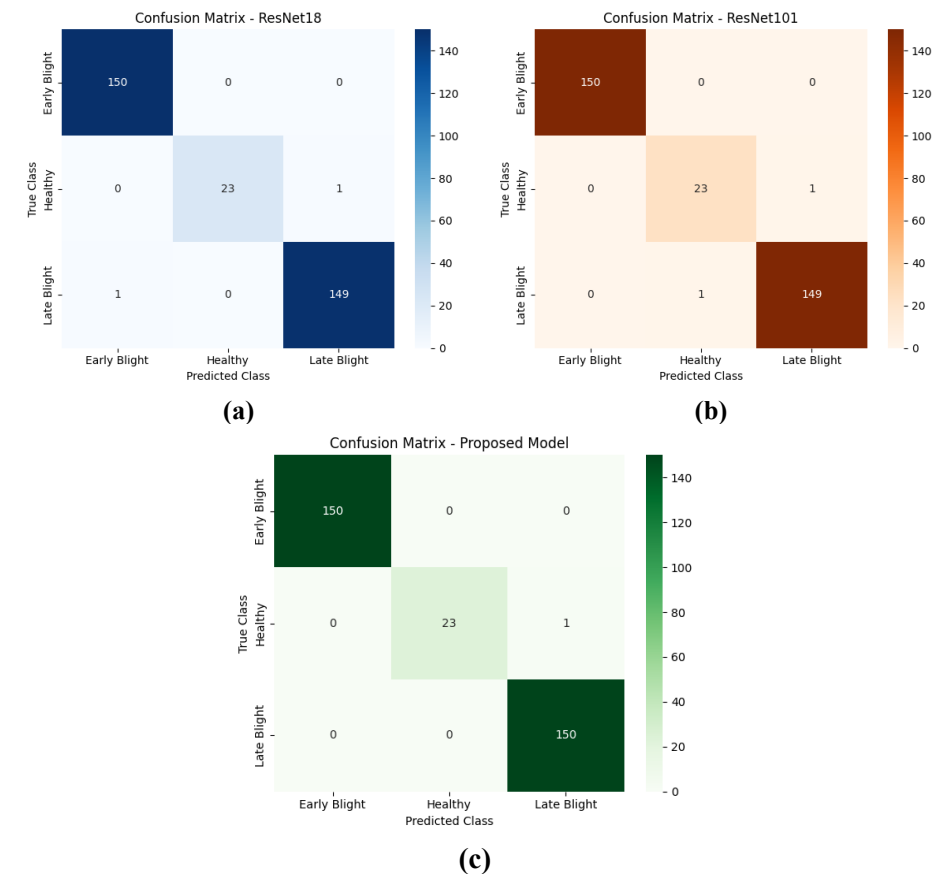 Confusion Matrix - ResNet18
Early Blight
Healthy
Late Blight
True Class
150 0 0
0 23 1
1 0 149
Early Blight Healthy Late Blight
Predicted Class
140
120
100
80
60
40
20
0
(a)
Confusion Matrix - ResNet101
Early Blight
Healthy
Late Blight
True Class
150 0 0
0 23 1
0 1 149
Early Blight Healthy Late Blight
Predicted Class
140
120
100
80
60
40
20
0
(b)
Confusion Matrix - Proposed Model
Early Blight
Healthy
Late Blight
True Class
150 0 0
0 23 1
0 0 150
Early Blight Healthy Late Blight
Predicted Class
140
120
100
80
60
40
20
0
(c)